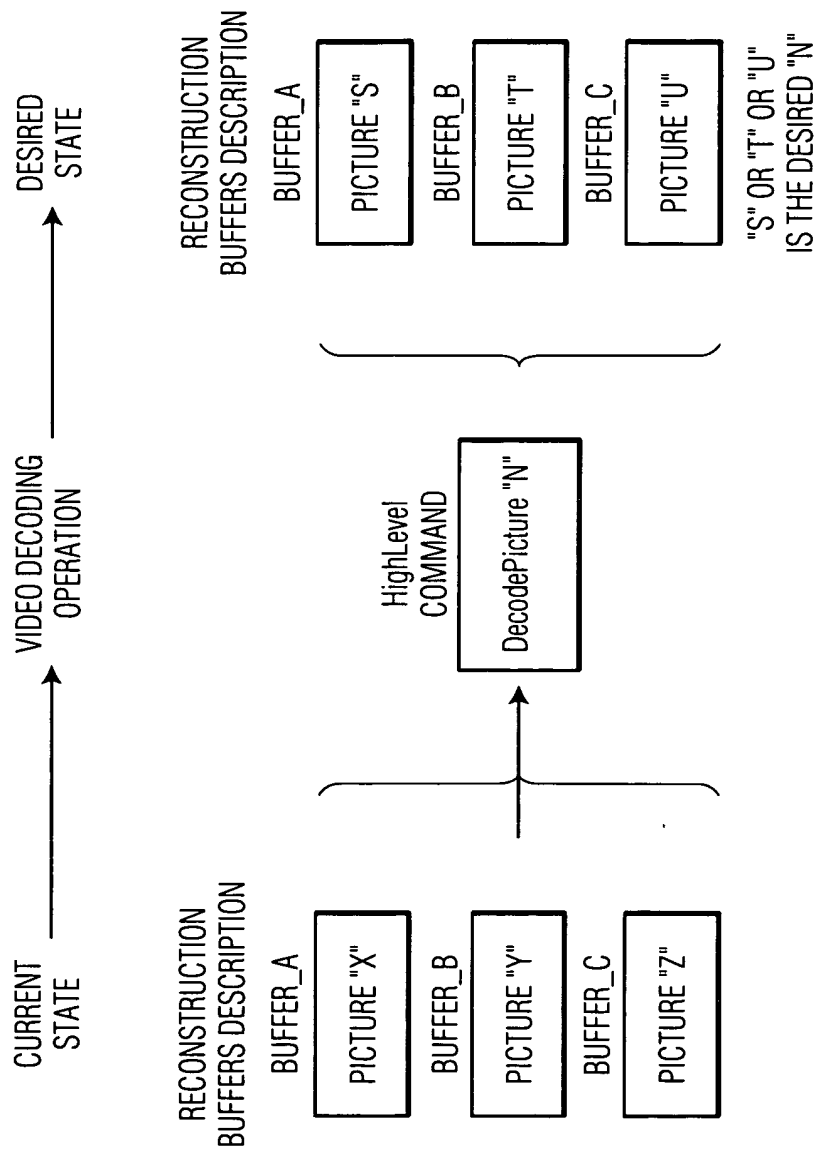 CURRENT
STATE
VIDEO DECODING
OPERATION
DESIRED
STATE
RECONSTRUCTION
BUFFERS DESCRIPTION
BUFFER_A
PICTURE "X"
BUFFER_B
PICTURE "Y"
BUFFER_C
PICTURE "Z"
HighLevel
COMMAND
DecodePicture "N"
RECONSTRUCTION
BUFFERS DESCRIPTION
BUFFER_A
PICTURE "S"
BUFFER_B
PICTURE "T"
BUFFER_C
PICTURE "U"
"S" OR "T" OR "U"
IS THE DESIRED "N"